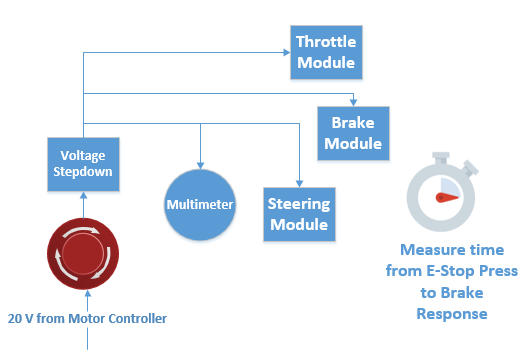 Throttle
Module
Brake
Module
Voltage
Stepdown
Multimeter
Steering
Module
Measure time
from E-Stop Press
to Brake
Response
20 V from Motor Controller